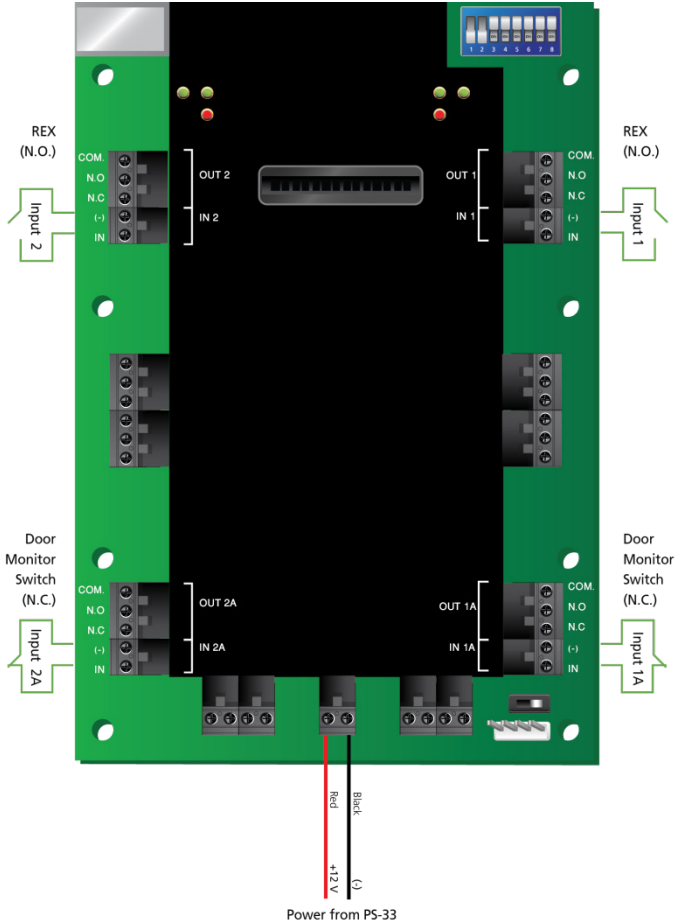 1 2 3 4 5 6 7 8
REX
(N.O.)
COM.
N.O
N.C
(-)
IN
OUT 2
IN 2
Input 2
OUT 1
IN 1
COM.
N.O
N.C
(-)
IN
REX
(N.O.)
Input 1
Door
Monitor
Switch
(N.C.)
COM.
N.O
N.C
(-)
IN
OUT 2A
IN 2A
Input 2A
OUT 1A
IN 1A
COM.
N.O
N.C
(-)
IN
Door
Monitor
Switch
(N.C.)
Input 1A
Red
Black
+12 V
(-)
Power from PS-33